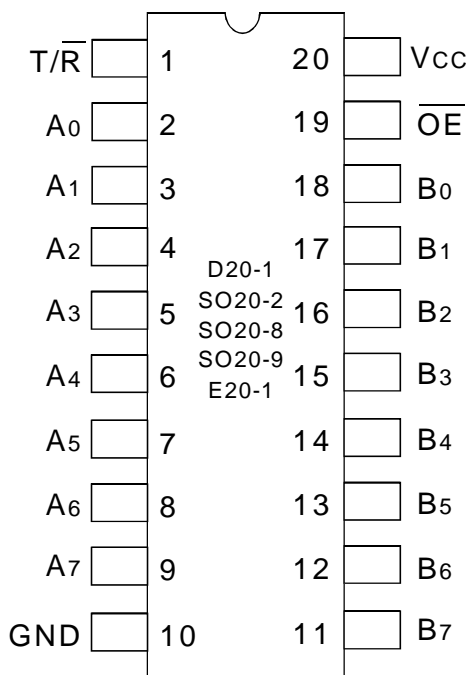 T/R̅ 1 20 VCC
A0 2 19 O̅E̅
A1 3 18 B0
A2 4 17 B1
D20-1
SO20-2
A3 5 16 B2
SO20-8
SO20-9
A4 6 15 B3
E20-1
A5 7 14 B4
A6 8 13 B5
A7 9 12 B6
GND 10 11 B7